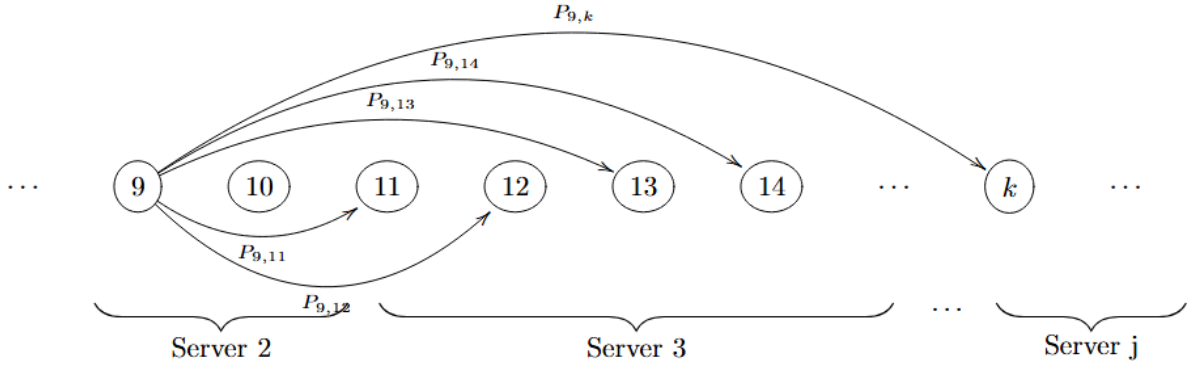 P9,k
P9,14
P9,13
··· 9 10 11 12 13 14 ··· k ···
P9,11
P9,12
···
Server 2 Server 3 Server j